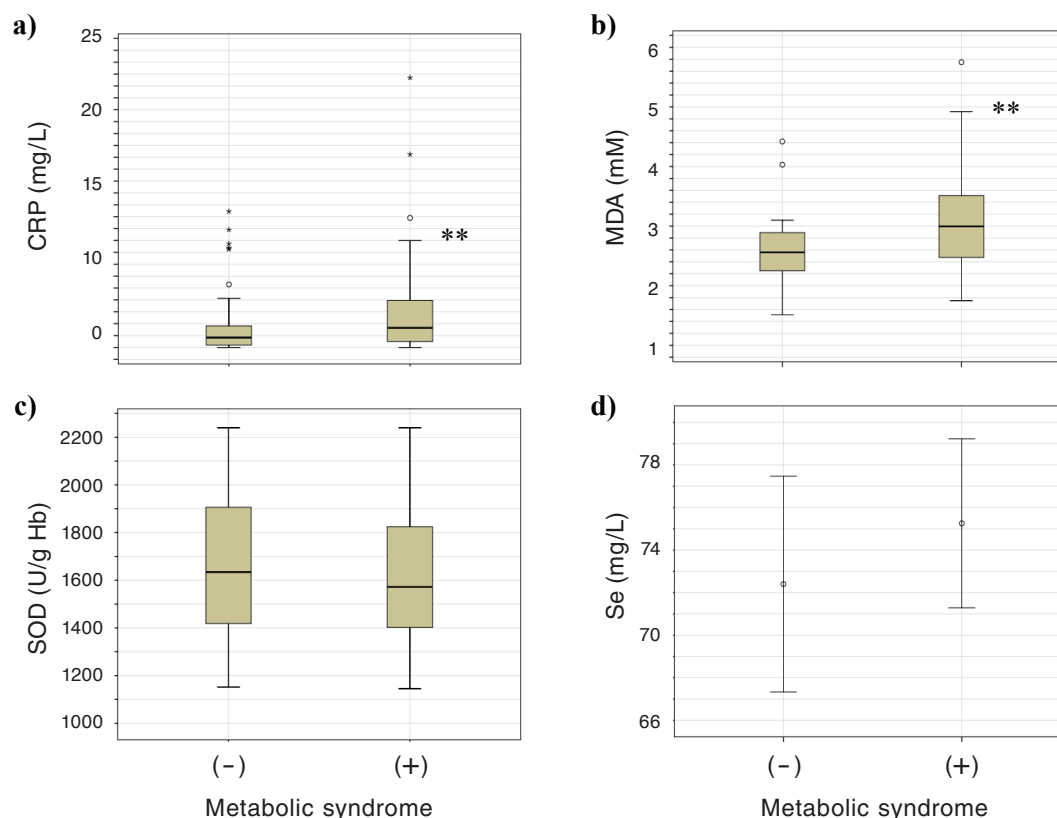 a)
25
20
15
10
0
CRP (mg/L)
**
b)
6
5
4
3
2
1
MDA (mM)
**
c)
2200
2000
1800
1600
1400
1200
1000
SOD (U/g Hb)
(-)
(+)
Metabolic syndrome
d)
78
74
70
66
Se (mg/L)
(-)
(+)
Metabolic syndrome